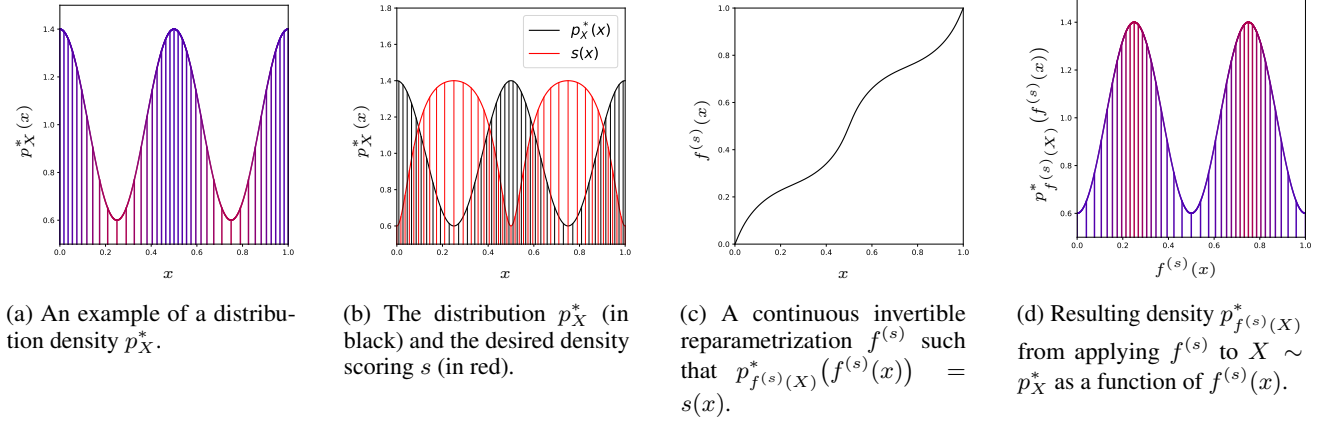 1.4
1.2
1.0
0.8
0.6
p*_X(x)
0.0 0.2 0.4 0.6 0.8 1.0
x
1.8
1.6
1.4
1.2
1.0
0.8
0.6
p*_X(x)
p*_X(x)
s(x)
0.0 0.2 0.4 0.6 0.8 1.0
x
1.0
0.8
0.6
0.4
0.2
0.0
f^(s)(x)
0.0 0.2 0.4 0.6 0.8 1.0
x
1.4
1.2
1.0
0.8
0.6
p*_{f^(s)(X)}(f^(s)(x))
0.0 0.2 0.4 0.6 0.8 1.0
f^(s)(x)
(a) An example of a distribu-
tion density p*_X.
(b) The distribution p*_X (in
black) and the desired density
scoring s (in red).
(c) A continuous invertible
reparametrization f^(s) such
that p*_{f^(s)(X)}(f^(s)(x)) =
s(x).
(d) Resulting density p*_{f^(s)(X)}
from applying f^(s) to X ∼
p*_X as a function of f^(s)(x).